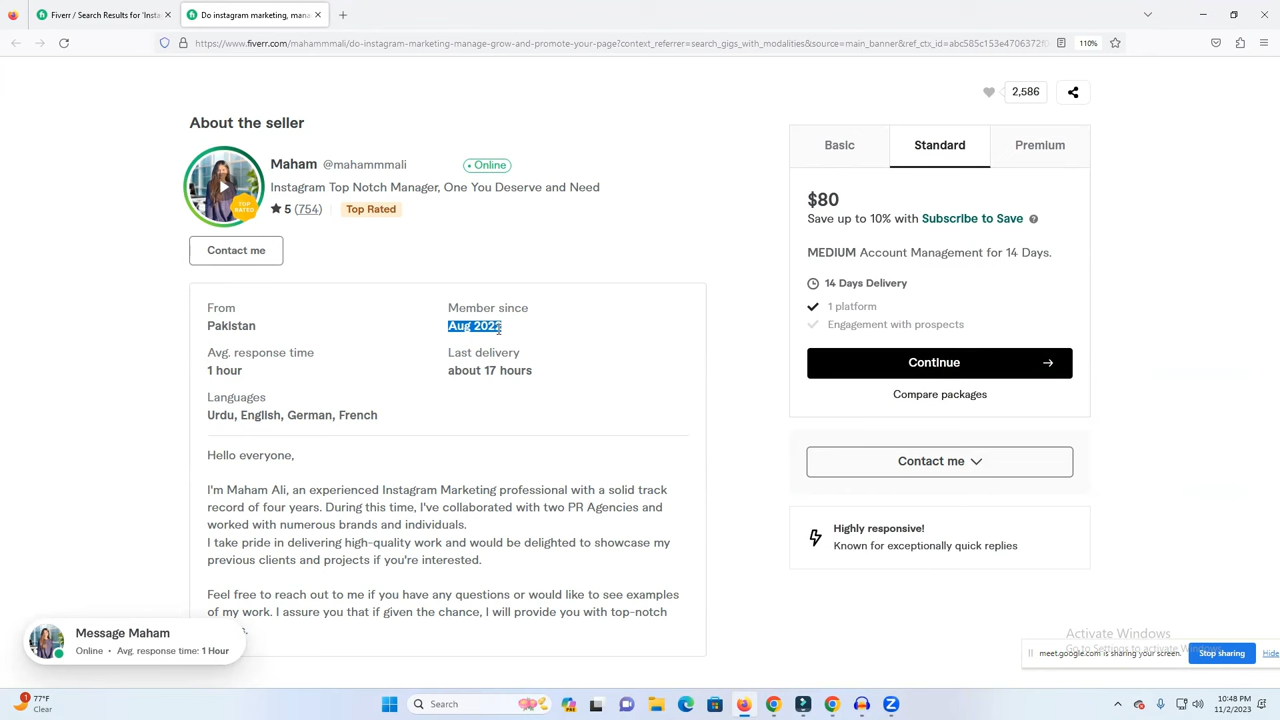 Fiverr / Search Results for 'Insta
Do instagram marketing, mana
https://www.fiverr.com/mahammmali/do-instagram-marketing-manage-grow-and-promote-your-page?context_referrer=search_gigs_with_modalities&source=main_banner&ref_ctx_id=abc585c153e4706372f0
110%
2,586
About the seller
Maham @mahammmali
• Online
Instagram Top Notch Manager, One You Deserve and Need
5 (754)
Top Rated
TOP
RATED
Contact me
From
Pakistan
Member since
Avg. response time
1 hour
Last delivery
about 17 hours
Languages
Urdu, English, German, French
Hello everyone,
I'm Maham Ali, an experienced Instagram Marketing professional with a solid track
record of four years. During this time, I've collaborated with two PR Agencies and
worked with numerous brands and individuals.
I take pride in delivering high-quality work and would be delighted to showcase my
previous clients and projects if you're interested.
Feel free to reach out to me if you have any questions or would like to see examples
of my work. I assure you that if given the chance, I will provide you with top-notch
Basic
Standard
Premium
$80
Save up to 10% with Subscribe to Save
MEDIUM Account Management for 14 Days.
14 Days Delivery
1 platform
Engagement with prospects
Continue
Compare packages
Contact me
Highly responsive!
Known for exceptionally quick replies
Message Maham
Online • Avg. response time: 1 Hour
Activate Windows
Go to Settings to activate Windows.
meet.google.com is sharing your screen.
Stop sharing
Hide
1
77°F
Clear
Search
10:48 PM
11/2/2023